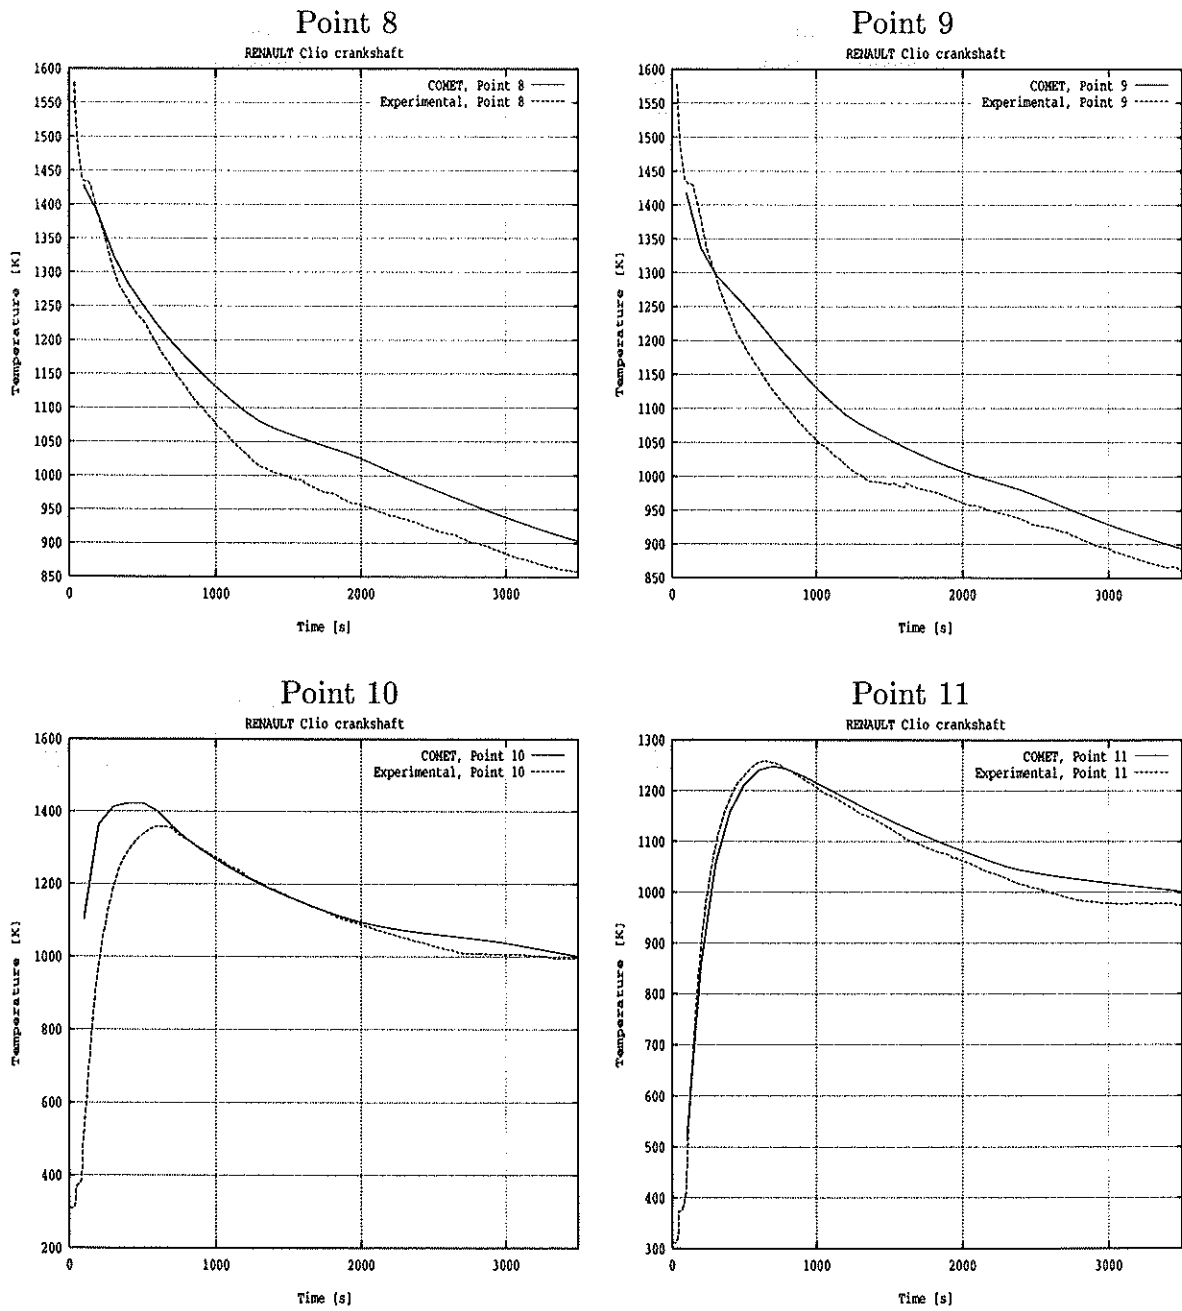 Point 8
RENAULT Clio crankshaft
COMET, Point 8
Experimental, Point 8
1600
1550
1500
1450
1400
1350
1300
1250
1200
1150
1100
1050
1000
950
900
850
Temperature [K]
0 1000 2000 3000
Time [s]
Point 9
RENAULT Clio crankshaft
COMET, Point 9
Experimental, Point 9
1600
1550
1500
1450
1400
1350
1300
1250
1200
1150
1100
1050
1000
950
900
850
Temperature [K]
0 1000 2000 3000
Time [s]
Point 10
RENAULT Clio crankshaft
COMET, Point 10
Experimental, Point 10
1600
1400
1200
1000
800
600
400
200
Temperature [K]
0 1000 2000 3000
Time [s]
Point 11
RENAULT Clio crankshaft
COMET, Point 11
Experimental, Point 11
1300
1200
1100
1000
900
800
700
600
500
400
300
Temperature [K]
0 1000 2000 3000
Time [s]